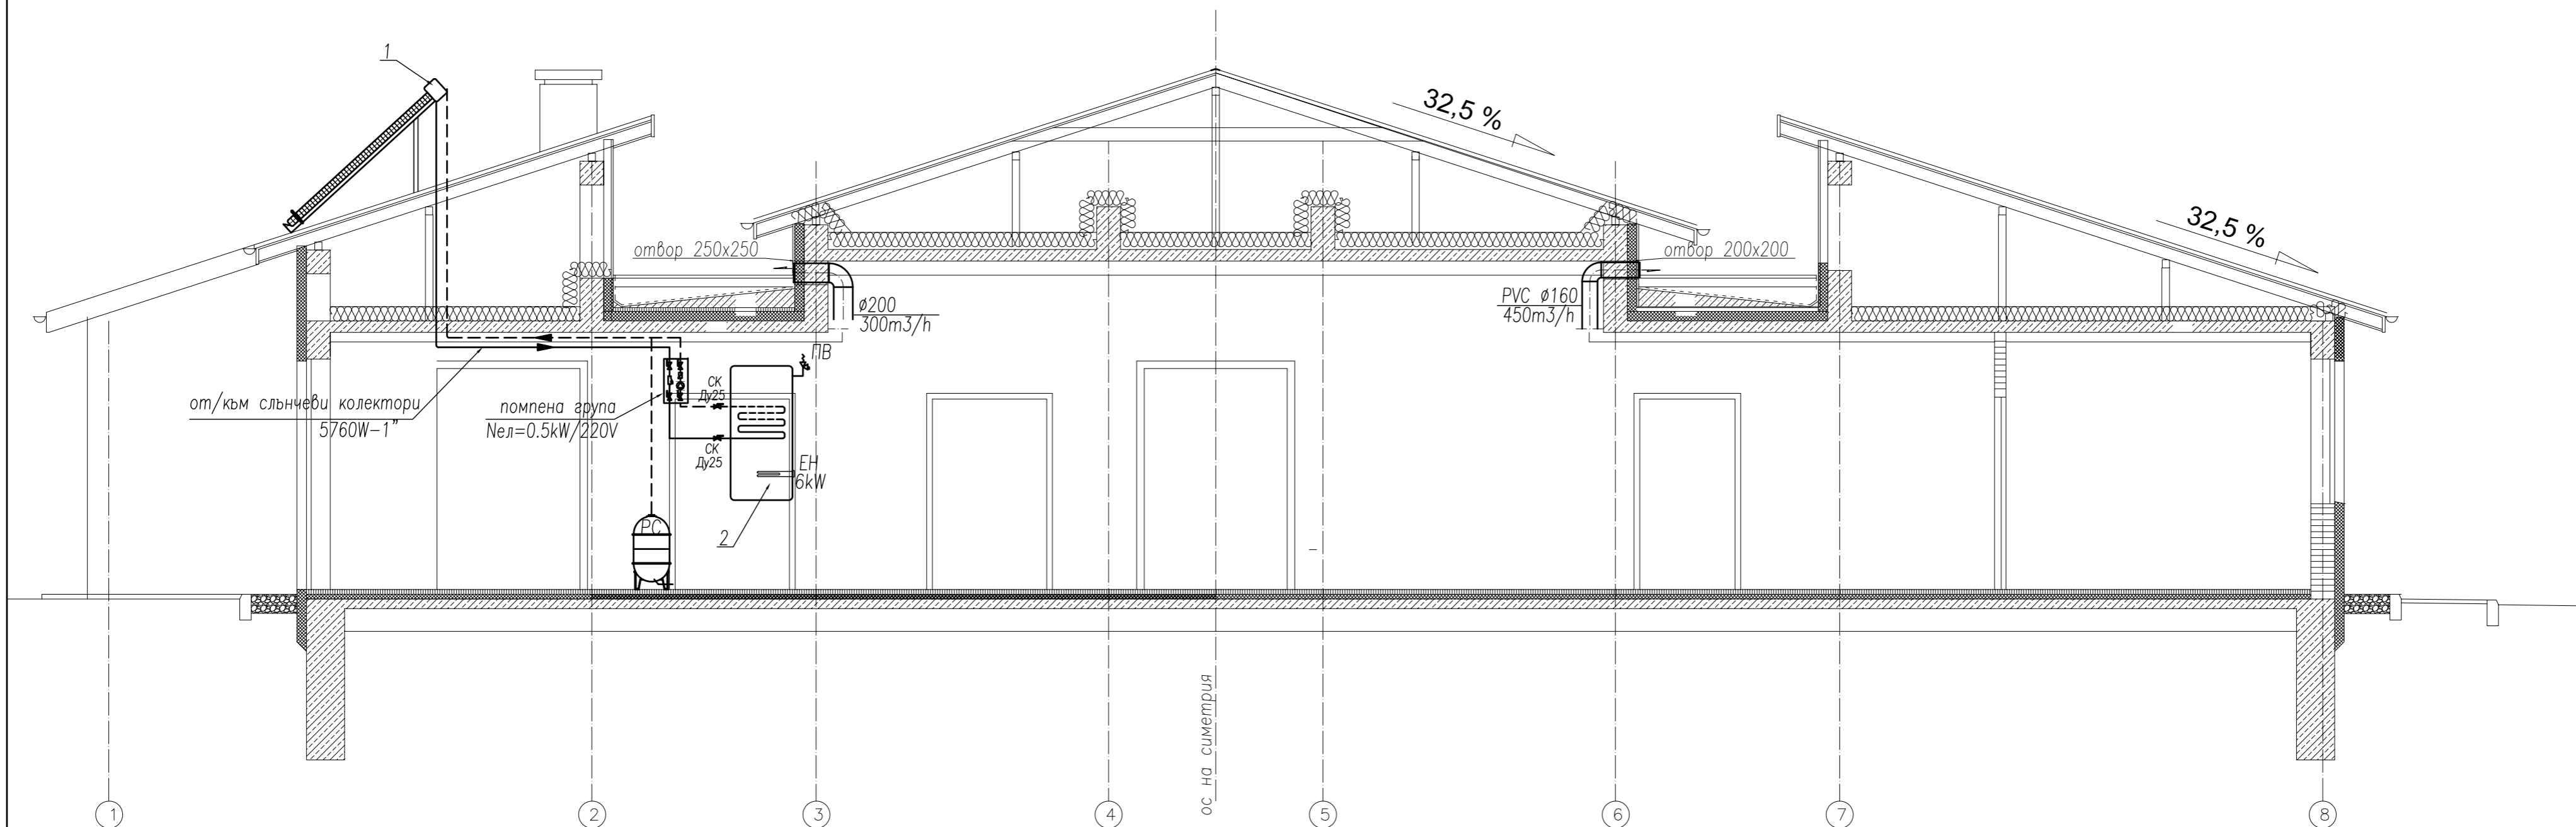 1
32,5 %
32,5 %
отвор 250x250
отвор 200x200
ø200
300m3/h
PVC ø160
450m3/h
ПВ
СК
Ду25
от/към слънчеви колектори
5760W-1"
помпена група
Nел=0.5kW/220V
СК
Ду25
ЕН
6kW
РС
2
ос на симетрия
1
2
3
4
5
6
7
8